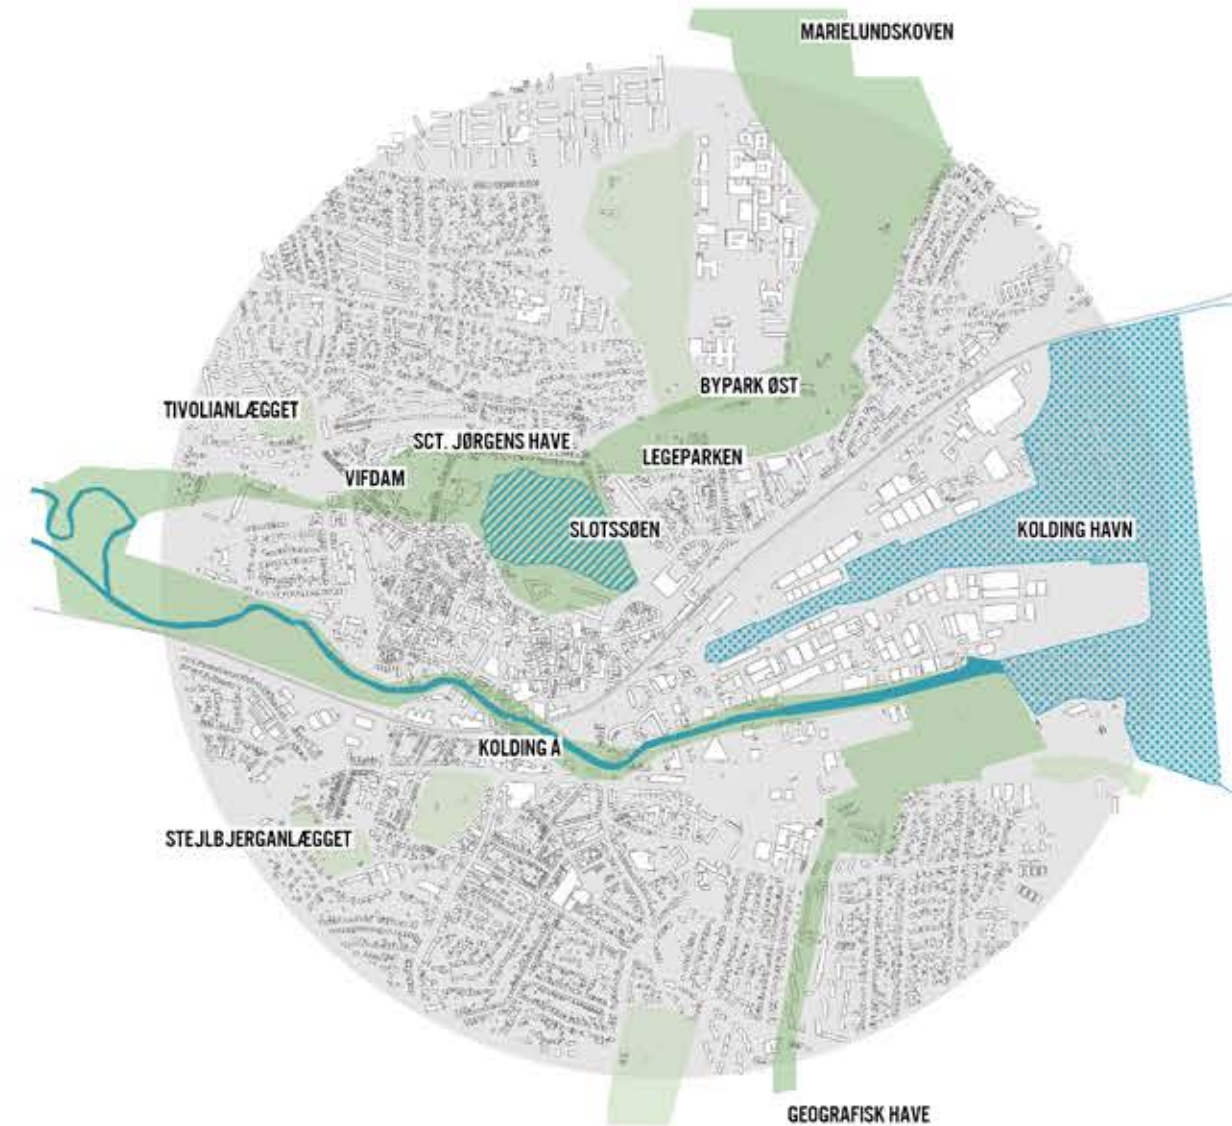 MARIELUNDSKOVEN
BYPARK ØST
TIVOLIANLÆGGET
SCT. JØRGENS HAVE
LEGEPARKEN
VIFDAM
SLOTSSØEN
KOLDING HAVN
KOLDING Å
STEJLBJERGANLÆGGET
GEOGRAFISK HAVE